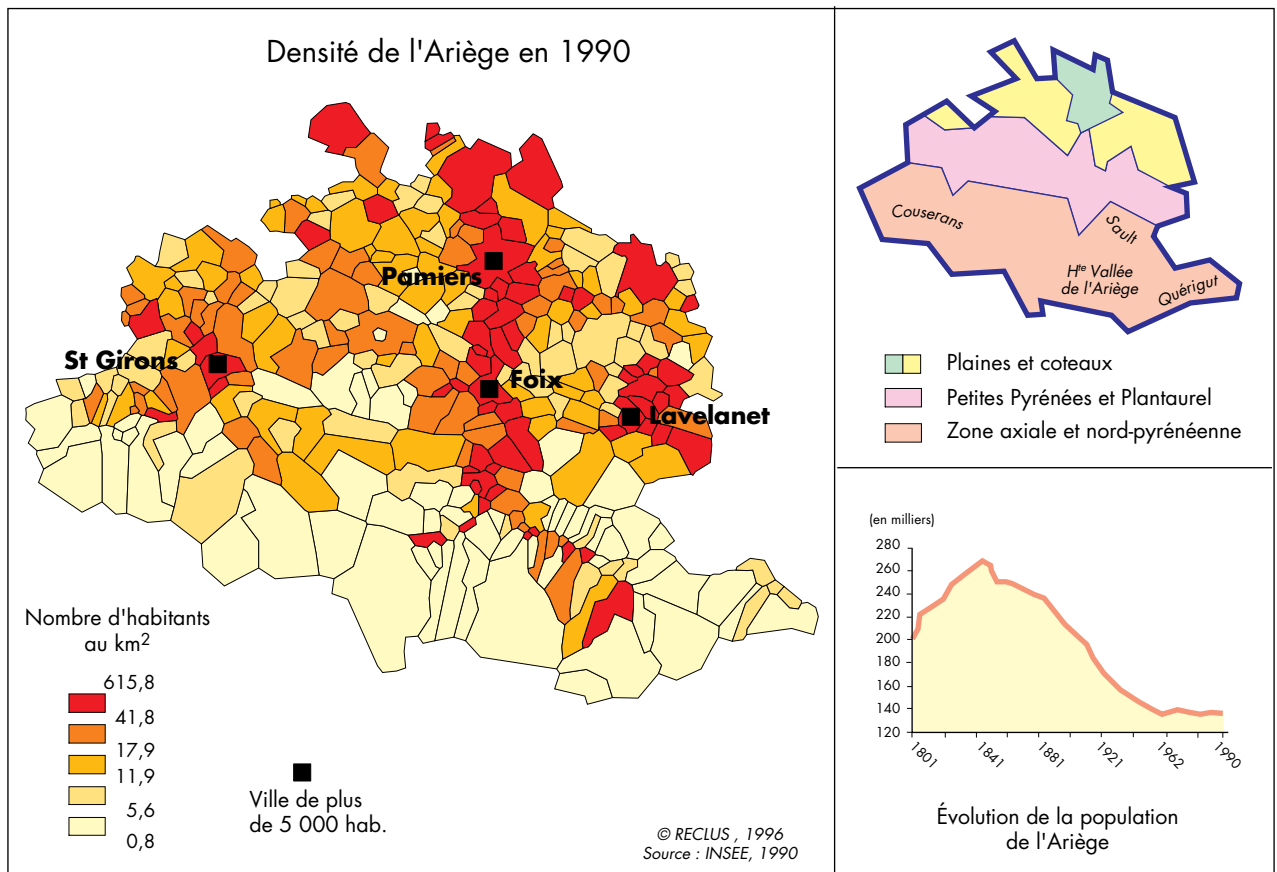 Densité de l'Ariège en 1990
Pamiers
St Girons
Foix
Lavelanet
Nombre d'habitants
au km²
615,8
41,8
17,9
11,9
5,6
0,8
Ville de plus
de 5 000 hab.
© RECLUS , 1996
Source : INSEE, 1990
Couserans
Sault
Hte Vallée
de l'Ariège
Quérigut
Plaines et coteaux
Petites Pyrénées et Plantaurel
Zone axiale et nord-pyrénéenne
(en milliers)
280
260
240
220
200
180
160
140
120
1801
1841
1881
1921
1962
1990
Évolution de la population
de l'Ariège